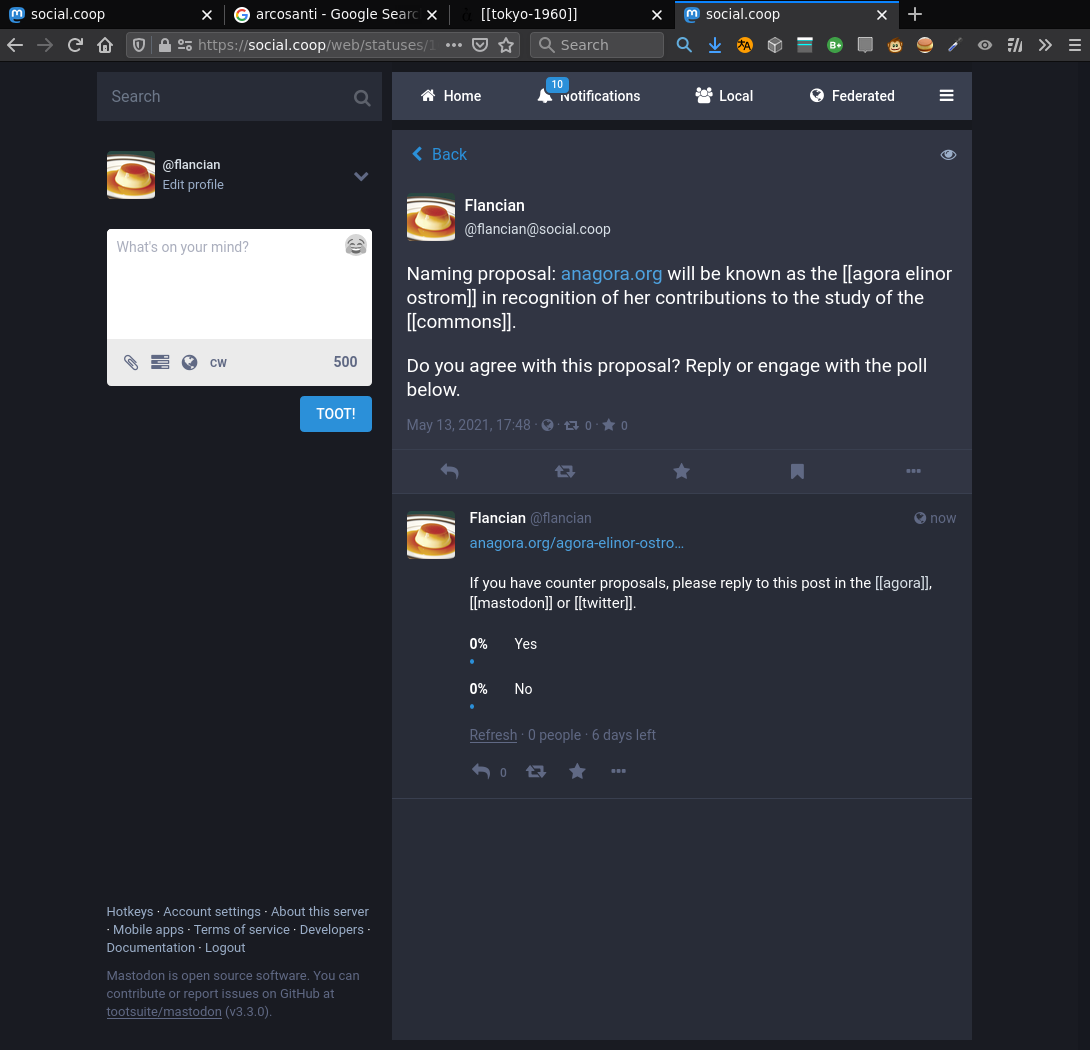 social.coop
arcosanti - Google Searc
[[tokyo-1960]]
social.coop
https://social.coop/web/statuses/1
Search
Search
Home
10
Notifications
Local
Federated
@flancian
Edit profile
What's on your mind?
CW
500
TOOT!
Back
Flancian
@flancian@social.coop
Naming proposal: anagora.org will be known as the [[agora elinor
ostrom]] in recognition of her contributions to the study of the
[[commons]].
Do you agree with this proposal? Reply or engage with the poll
below.
May 13, 2021, 17:48 · · 0 · 0
Flancian @flancian
now
anagora.org/agora-elinor-ostro…
If you have counter proposals, please reply to this post in the [[agora]],
[[mastodon]] or [[twitter]].
0% Yes
0% No
Refresh · 0 people · 6 days left
0
Hotkeys · Account settings · About this server
· Mobile apps · Terms of service · Developers ·
Documentation · Logout
Mastodon is open source software. You can
contribute or report issues on GitHub at
tootsuite/mastodon (v3.3.0).